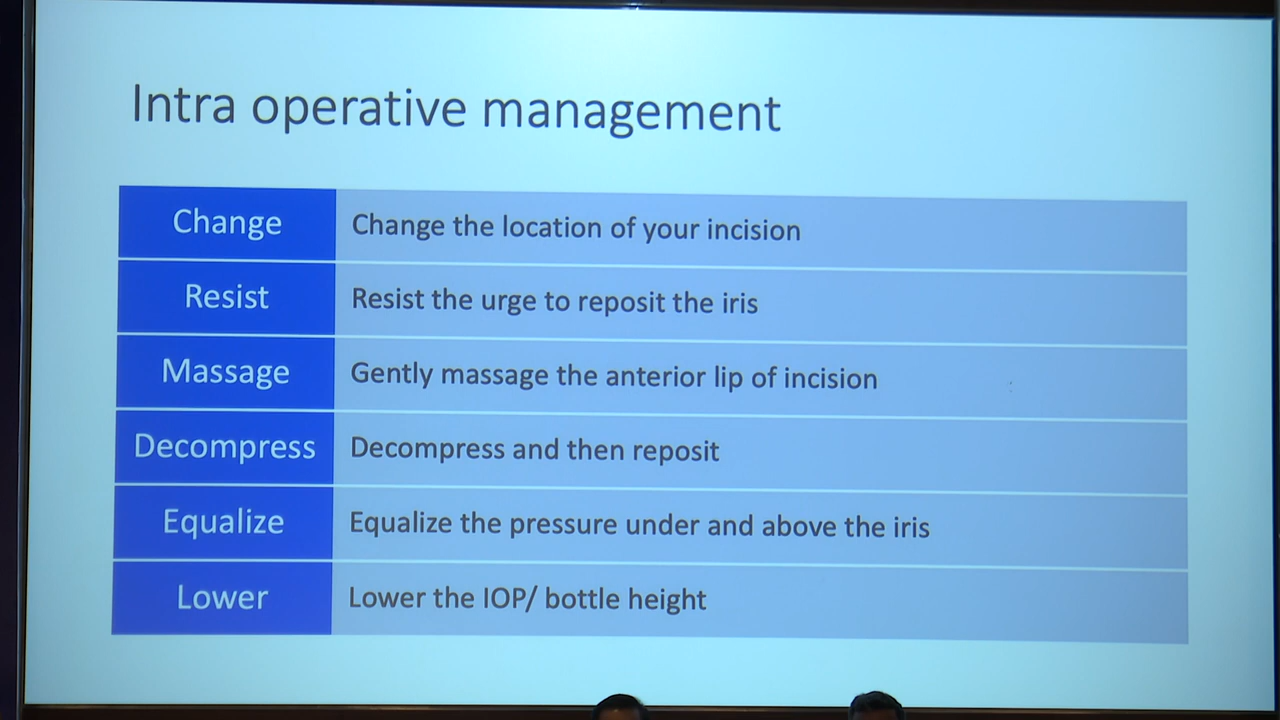 Intra operative management
Change
Change the location of your incision
Resist
Resist the urge to reposit the iris
Massage
Gently massage the anterior lip of incision
Decompress
Decompress and then reposit
Equalize
Equalize the pressure under and above the iris
Lower
Lower the IOP/ bottle height